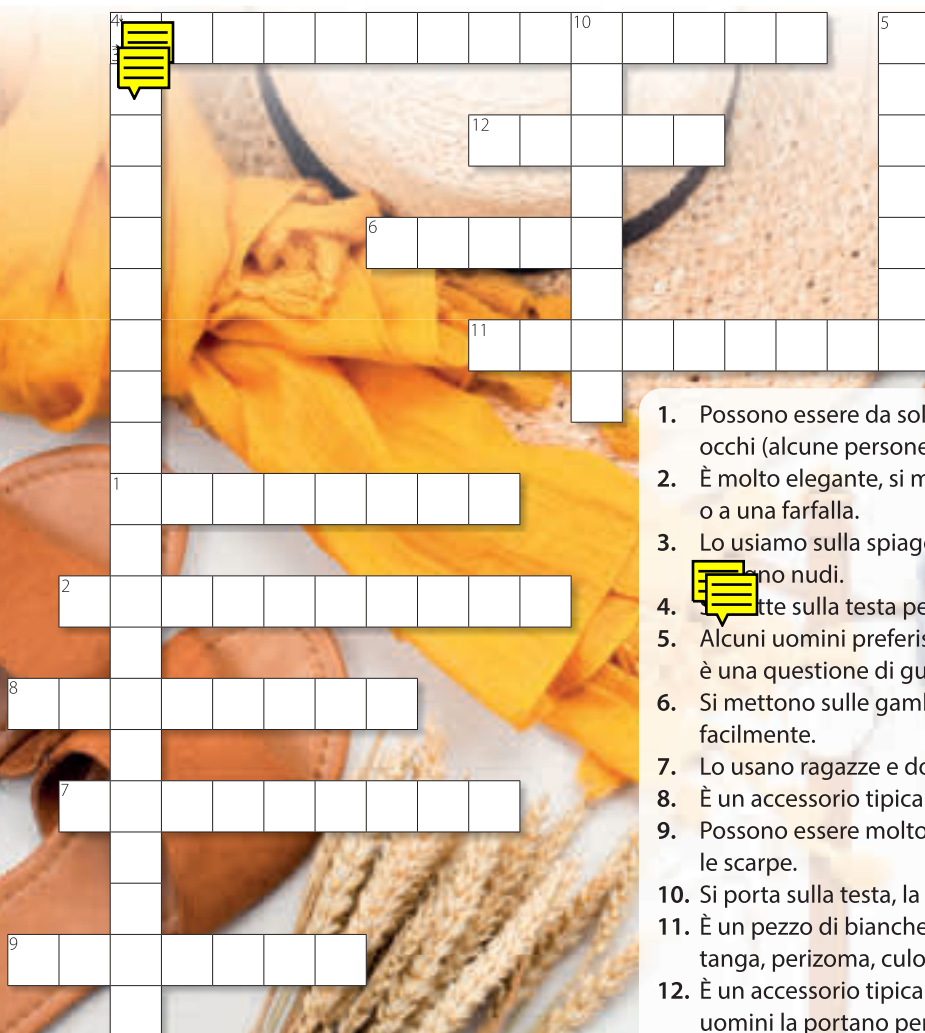 4
10
5
3
12
6
11
1
2
8
7
9
1. Possono essere da sol
occhi (alcune persone
2. È molto elegante, si m
o a una farfalla.
3. Lo usiamo sulla spiagg
no nudi.
4. tte sulla testa pe
5. Alcuni uomini preferis
è una questione di gu
6. Si mettono sulle gamb
facilmente.
7. Lo usano ragazze e do
8. È un accessorio tipica
9. Possono essere molto
le scarpe.
10. Si porta sulla testa, la
11. È un pezzo di bianche
tanga, perizoma, culo
12. È un accessorio tipica
uomini la portano per